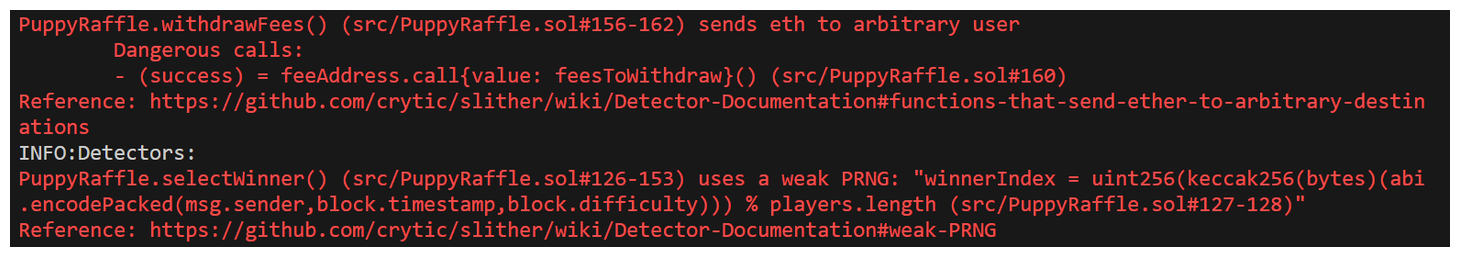 PuppyRaffle.withdrawFees() (src/PuppyRaffle.sol#156-162) sends eth to arbitrary user
Dangerous calls:
- (success) = feeAddress.call{value: feesToWithdraw}() (src/PuppyRaffle.sol#160)
Reference: https://github.com/crytic/slither/wiki/Detector-Documentation#functions-that-send-ether-to-arbitrary-destin
ations
INFO:Detectors:
PuppyRaffle.selectWinner() (src/PuppyRaffle.sol#126-153) uses a weak PRNG: "winnerIndex = uint256(keccak256(bytes)(abi
.encodePacked(msg.sender,block.timestamp,block.difficulty))) % players.length (src/PuppyRaffle.sol#127-128)"
Reference: https://github.com/crytic/slither/wiki/Detector-Documentation#weak-PRNG